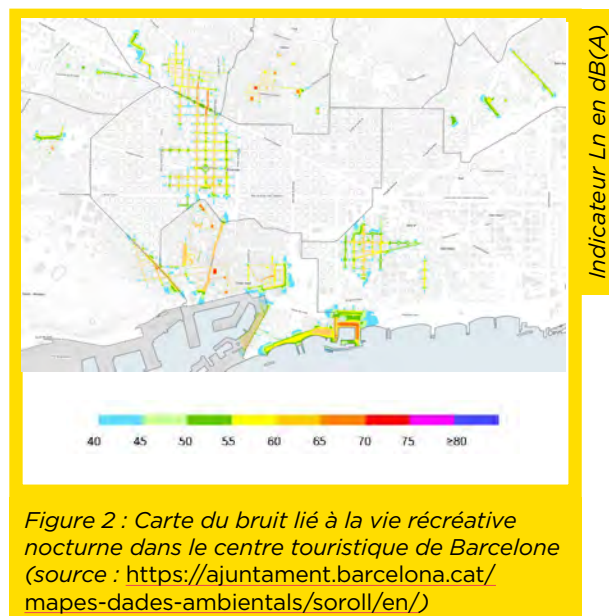 Indicateur Ln en dB(A)
40 45 50 55 60 65 70 75 ≥80
Figure 2 : Carte du bruit lié à la vie récréative
nocturne dans le centre touristique de Barcelone
(source : https://ajuntament.barcelona.cat/
mapes-dades-ambientals/soroll/en/)